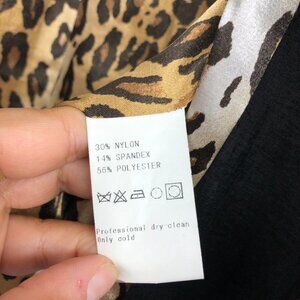 30% NYLON
14% SPANDEX
56% POLYESTER
Professional dry clean
Only cold